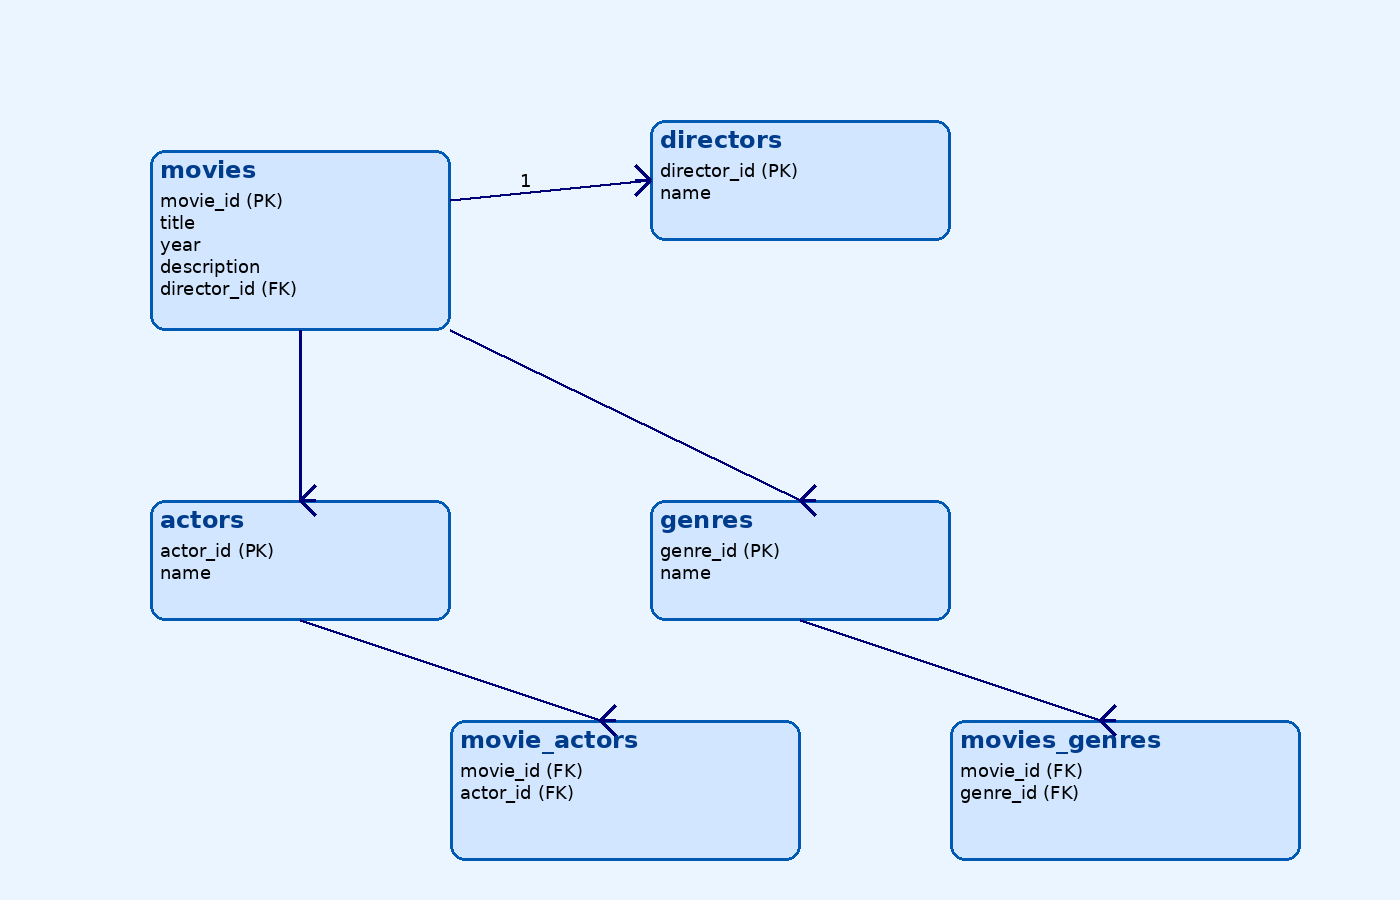 directors
director_id (PK)
name
movies
movie_id (PK)
title
year
description
director_id (FK)
1
actors
actor_id (PK)
name
genres
genre_id (PK)
name
movie_actors
movie_id (FK)
actor_id (FK)
movies_genres
movie_id (FK)
genre_id (FK)